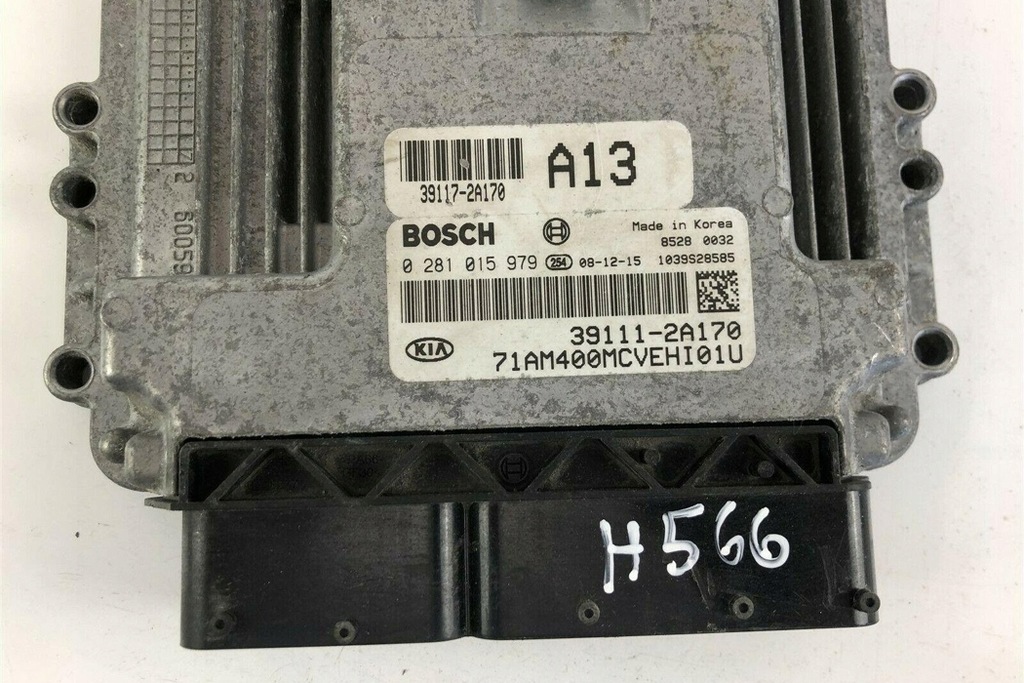 39117-2A170
A13
BOSCH
Made in Korea
8528 0032
0 281 015 979 254 08-12-15 1039S28585
39111-2A170
KIA
71AM400MCVEHI01U
H566